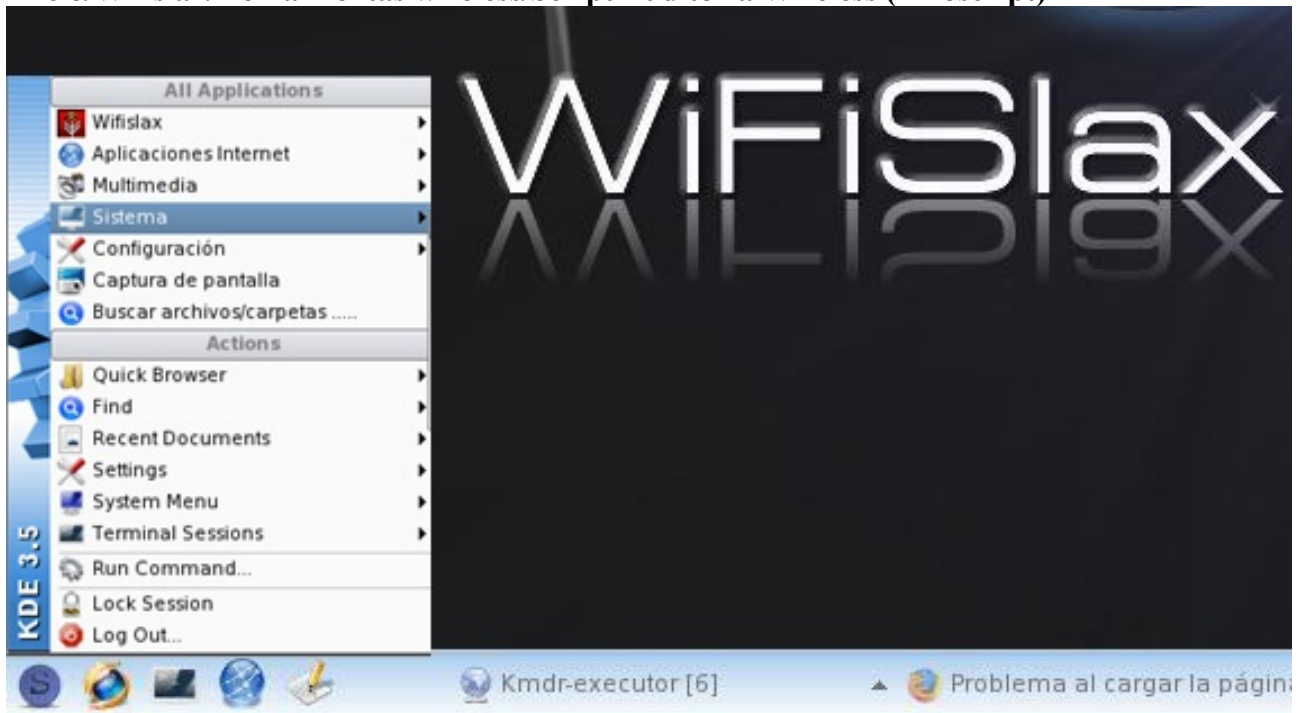 All Applications
Wifislax
Aplicaciones Internet
Multimedia
Sistema
Configuración
Captura de pantalla
Buscar archivos/carpetas .....
Actions
Quick Browser
Find
Recent Documents
Settings
System Menu
Terminal Sessions
Run Command...
Lock Session
Log Out...
KDE 3.5
WiFiSlax
Kmdr-executor [6]
Problema al cargar la página